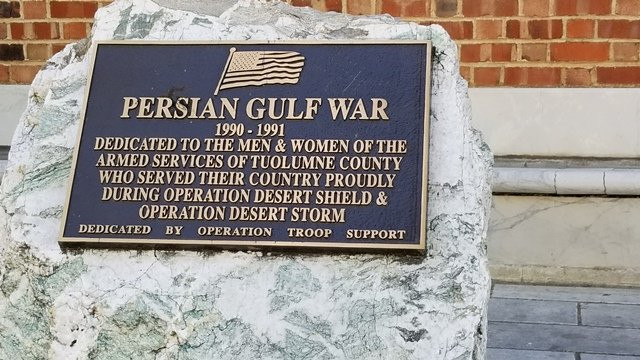 PERSIAN GULF WAR
1990 - 1991
DEDICATED TO THE MEN & WOMEN OF THE
ARMED SERVICES OF TUOLUMNE COUNTY
WHO SERVED THEIR COUNTRY PROUDLY
DURING OPERATION DESERT SHIELD &
OPERATION DESERT STORM
DEDICATED BY OPERATION TROOP SUPPORT